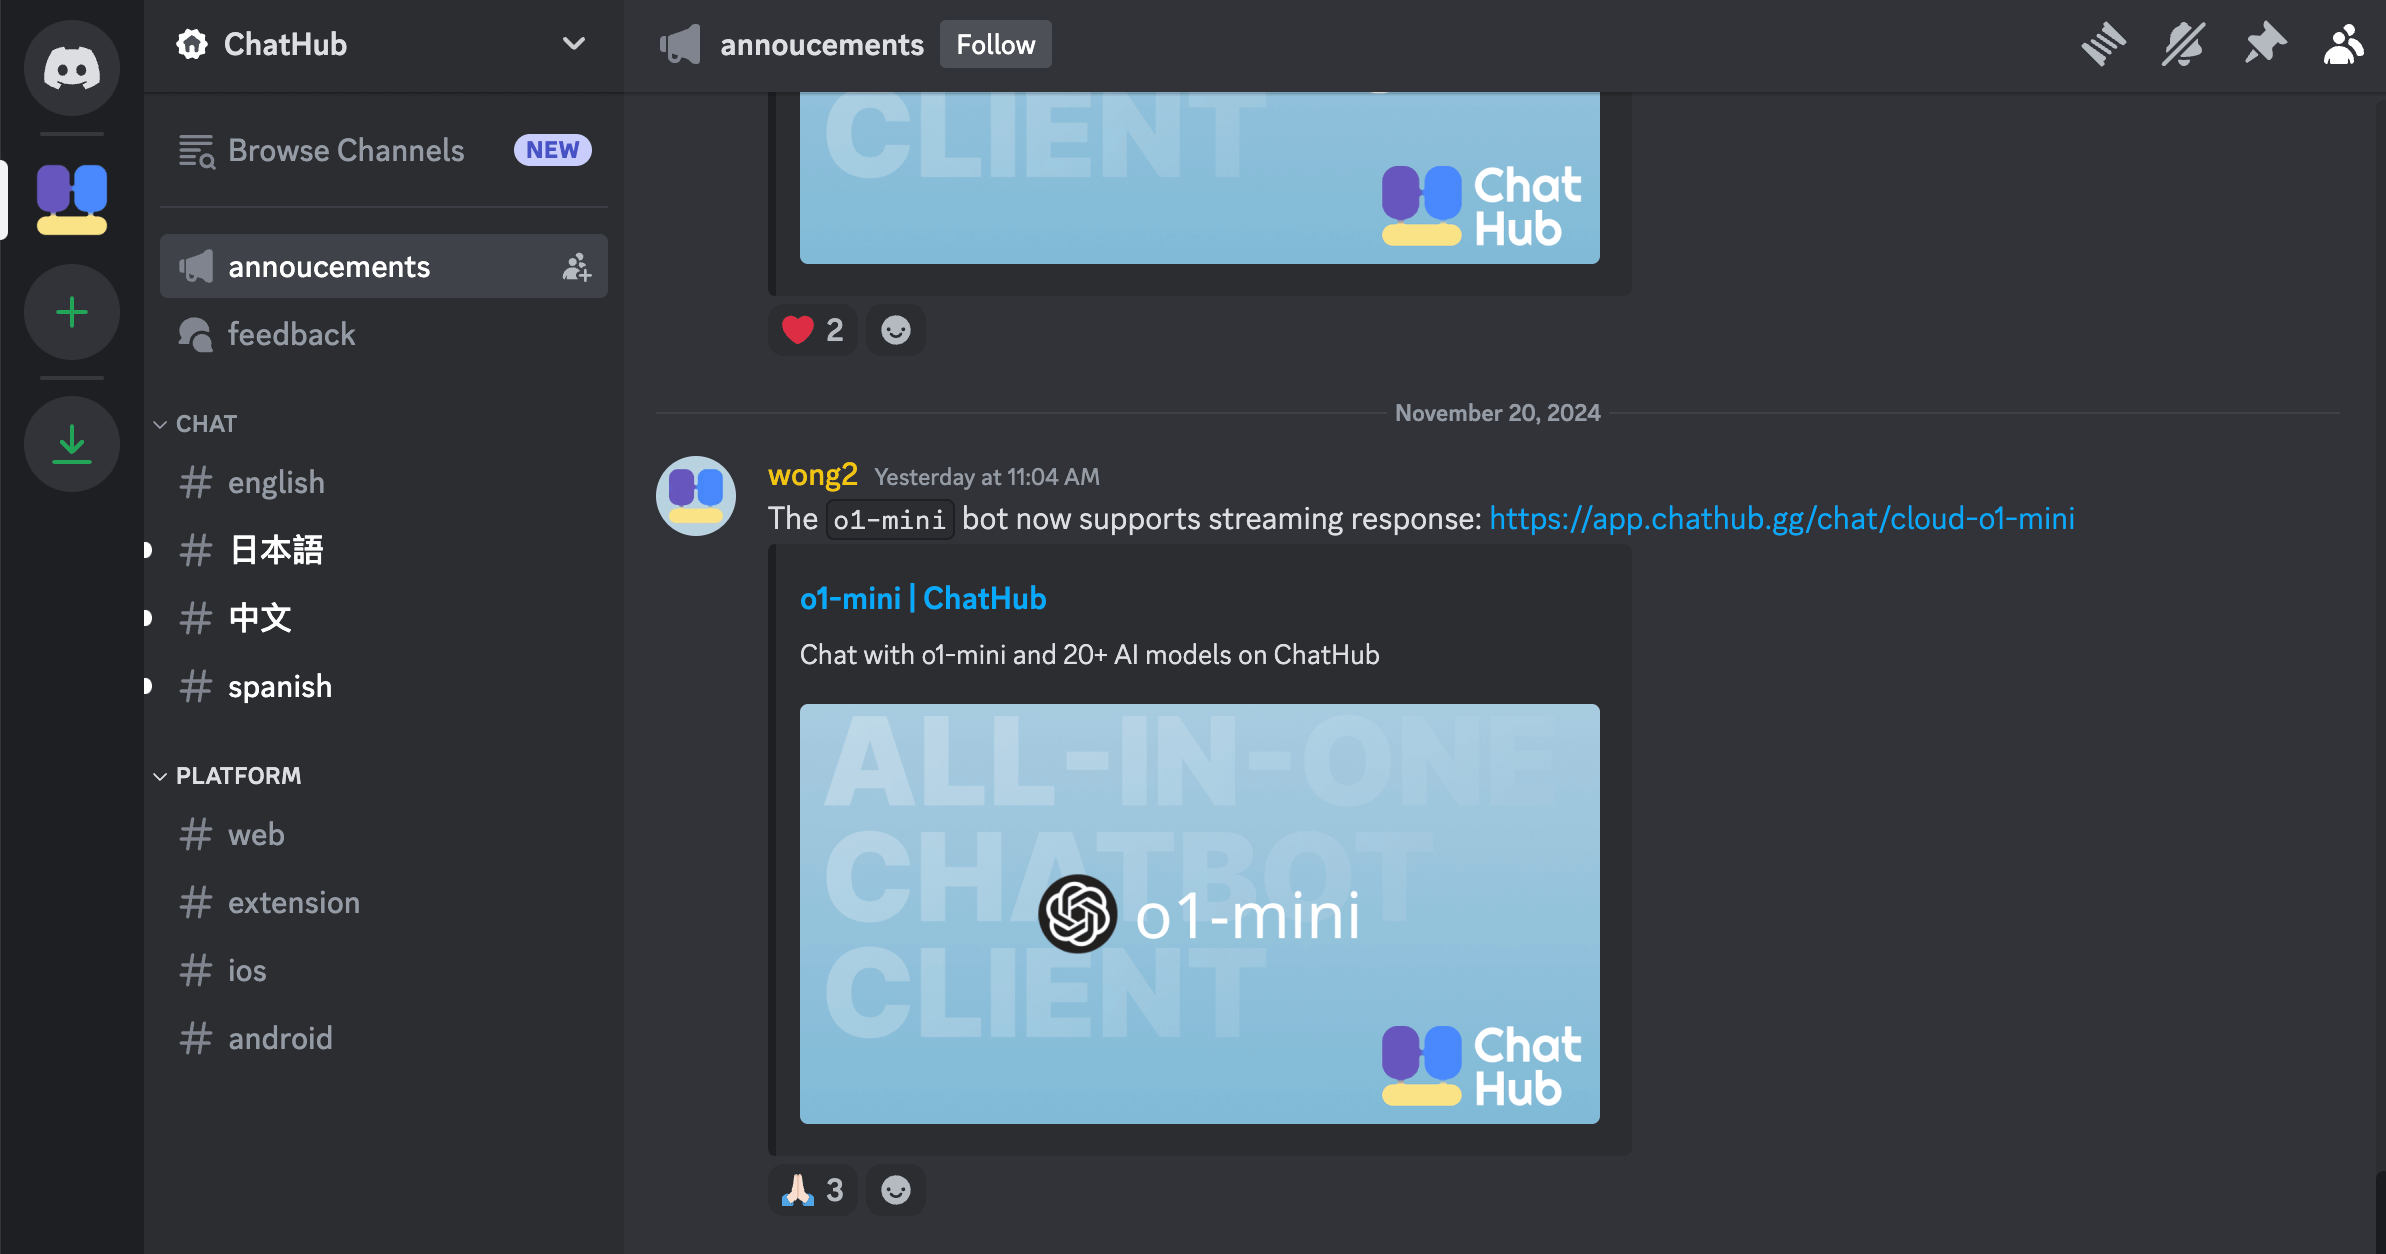 ChatHub
Browse Channels
NEW
annoucements
feedback
CHAT
# english
# 日本語
# 中文
# spanish
PLATFORM
# web
# extension
# ios
# android
annoucements
Follow
CLIENT
Chat
Hub
2
November 20, 2024
wong2 Yesterday at 11:04 AM
The o1-mini bot now supports streaming response: https://app.chathub.gg/chat/cloud-o1-mini
o1-mini | ChatHub
Chat with o1-mini and 20+ AI models on ChatHub
ALL-IN-ONE
CHATBOT
o1-mini
CLIENT
Chat
Hub
3